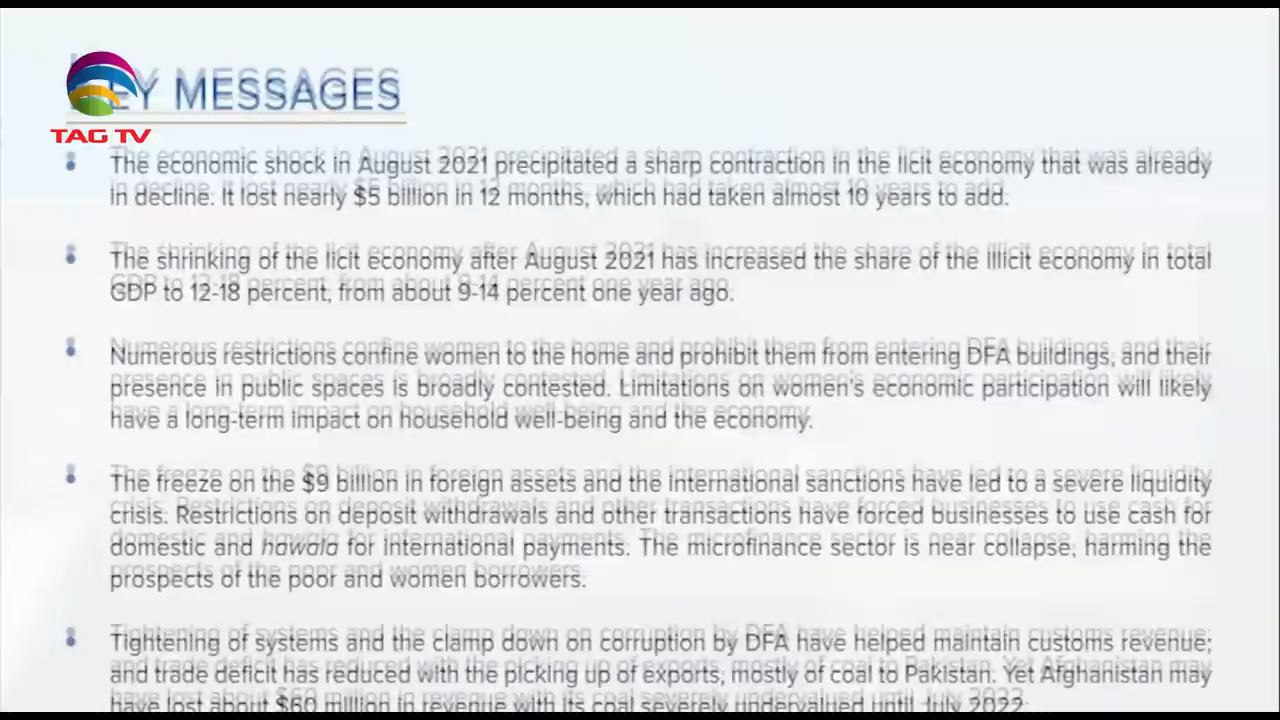 KEY MESSAGES
TAG TV
The economic shock in August 2021 precipitated a sharp contraction in the licit economy that was already
in decline. It lost nearly $5 billion in 12 months, which had taken almost 10 years to add.
The shrinking of the licit economy after August 2021 has increased the share of the illicit economy in total
GDP to 12-18 percent, from about 9-14 percent one year ago.
Numerous restrictions confine women to the home and prohibit them from entering DFA buildings, and their
presence in public spaces is broadly contested. Limitations on women's economic participation will likely
have a long-term impact on household well-being and the economy.
The freeze on the $9 billion in foreign assets and the international sanctions have led to a severe liquidity
crisis. Restrictions on deposit withdrawals and other transactions have forced businesses to use cash for
domestic and hawala for international payments. The microfinance sector is near collapse, harming the
prospects of the poor and women borrowers.
Tightening of systems and the clamp down on corruption by DFA have helped maintain customs revenue;
and trade deficit has reduced with the picking up of exports, mostly of coal to Pakistan. Yet Afghanistan may
have lost about $60 million in revenue with its coal severely undervalued until July 2022.